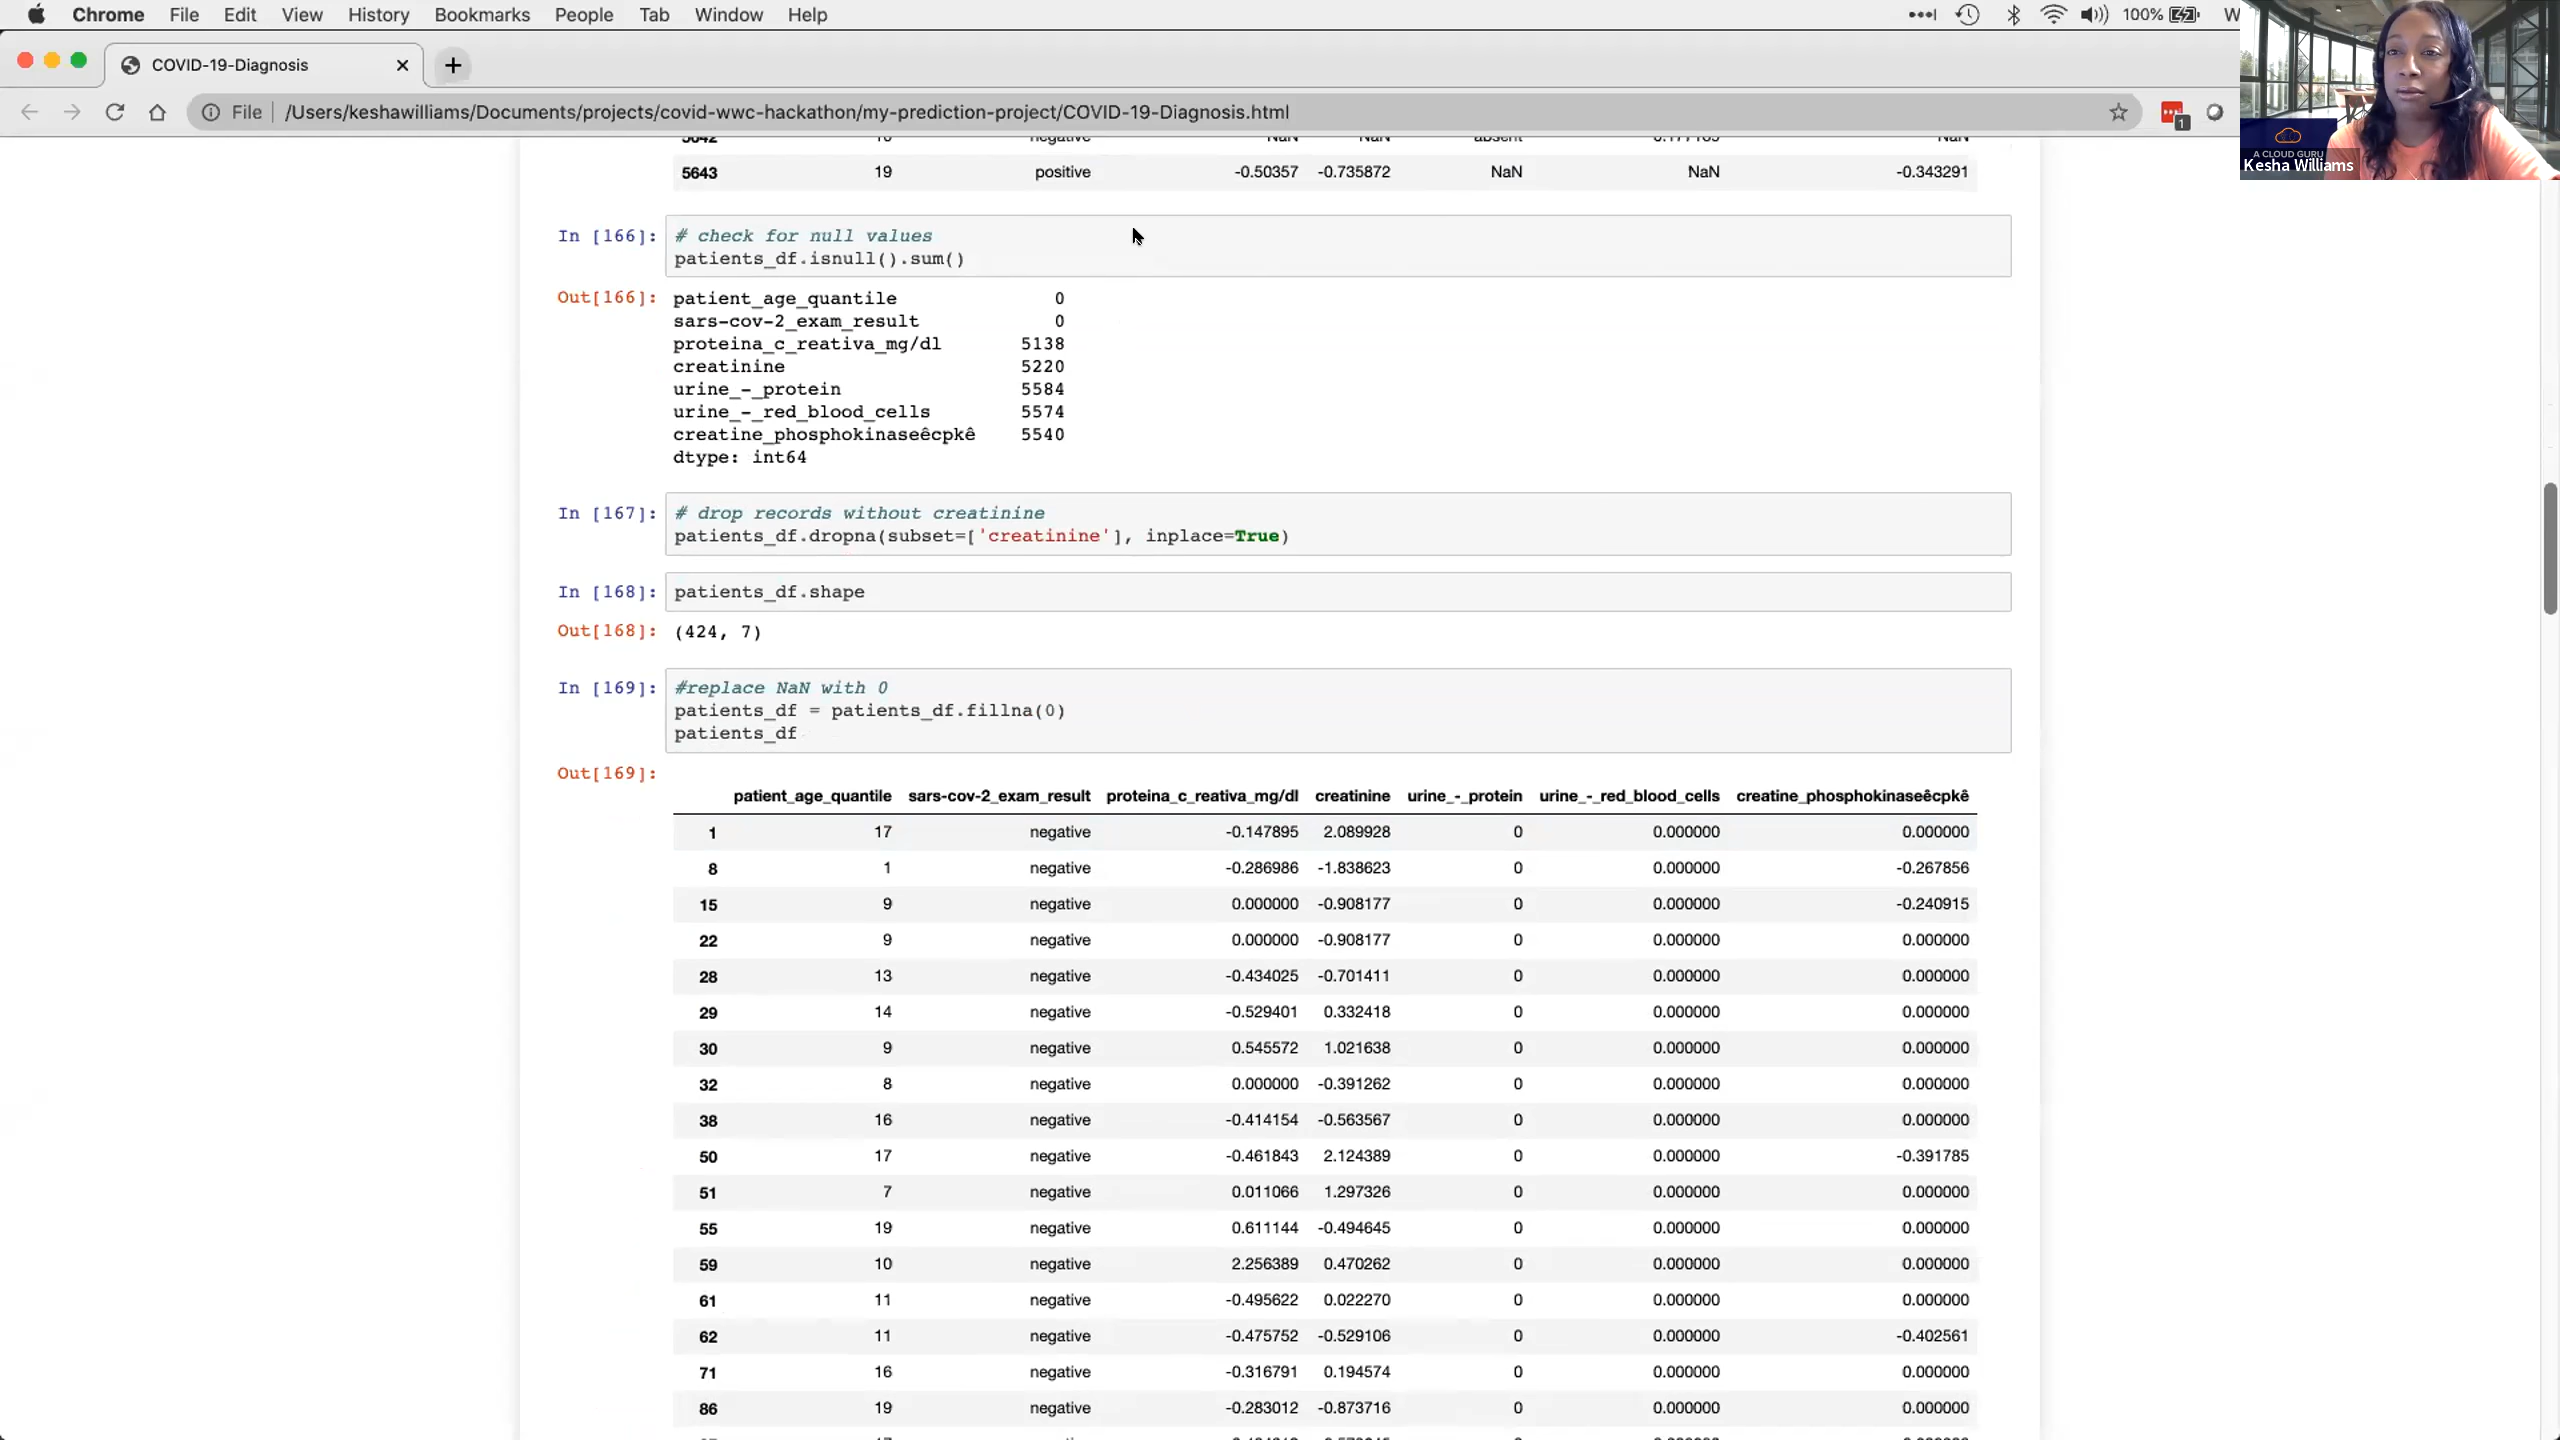 Chrome File Edit View History Bookmarks People Tab Window Help 100% W
COVID-19-Diagnosis
File | /Users/keshawilliams/Documents/projects/covid-wwc-hackathon/my-prediction-project/COVID-19-Diagnosis.html 1
A CLOUD GURU
Kesha Williams
5642 negative NaN NaN absent NaN
5643 19 positive -0.50357 -0.735872 NaN NaN -0.343291
In [166]: # check for null values
patients_df.isnull().sum()
Out[166]: patient_age_quantile 0
sars-cov-2_exam_result 0
proteina_c_reativa_mg/dl 5138
creatinine 5220
urine_-_protein 5584
urine_-_red_blood_cells 5574
creatine_phosphokinaseêcpkê 5540
dtype: int64
In [167]: # drop records without creatinine
patients_df.dropna(subset=['creatinine'], inplace=True)
In [168]: patients_df.shape
Out[168]: (424, 7)
In [169]: #replace NaN with 0
patients_df = patients_df.fillna(0)
patients_df
Out[169]:
patient_age_quantile sars-cov-2_exam_result proteina_c_reativa_mg/dl creatinine urine_-_protein urine_-_red_blood_cells creatine_phosphokinaseêcpkê
1 17 negative -0.147895 2.089928 0 0.000000 0.000000
8 1 negative -0.286986 -1.838623 0 0.000000 -0.267856
15 9 negative 0.000000 -0.908177 0 0.000000 -0.240915
22 9 negative 0.000000 -0.908177 0 0.000000 0.000000
28 13 negative -0.434025 -0.701411 0 0.000000 0.000000
29 14 negative -0.529401 0.332418 0 0.000000 0.000000
30 9 negative 0.545572 1.021638 0 0.000000 0.000000
32 8 negative 0.000000 -0.391262 0 0.000000 0.000000
38 16 negative -0.414154 -0.563567 0 0.000000 0.000000
50 17 negative -0.461843 2.124389 0 0.000000 -0.391785
51 7 negative 0.011066 1.297326 0 0.000000 0.000000
55 19 negative 0.611144 -0.494645 0 0.000000 0.000000
59 10 negative 2.256389 0.470262 0 0.000000 0.000000
61 11 negative -0.495622 0.022270 0 0.000000 0.000000
62 11 negative -0.475752 -0.529106 0 0.000000 -0.402561
71 16 negative -0.316791 0.194574 0 0.000000 0.000000
86 19 negative -0.283012 -0.873716 0 0.000000 0.000000